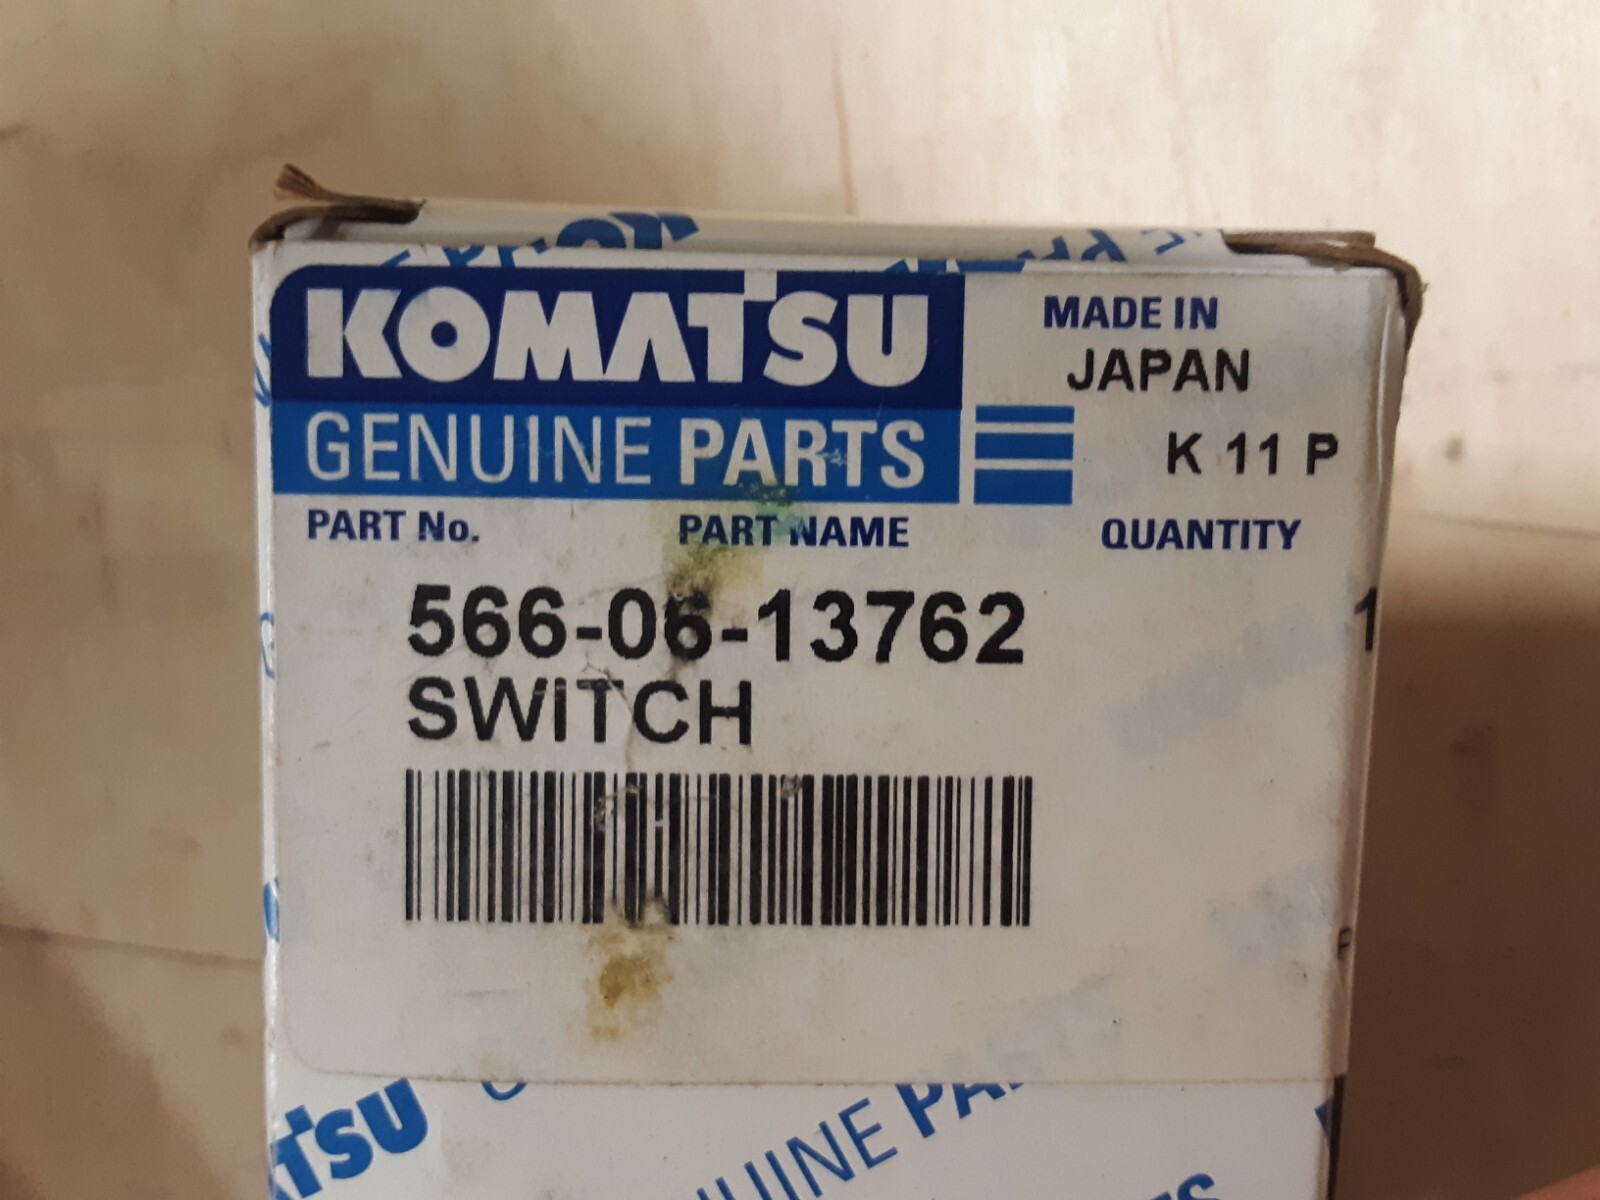 KOMATSU
GENUINE PARTS
MADE IN
JAPAN
K 11 P
PART No. PART NAME QUANTITY
566-06-13762 1
SWITCH